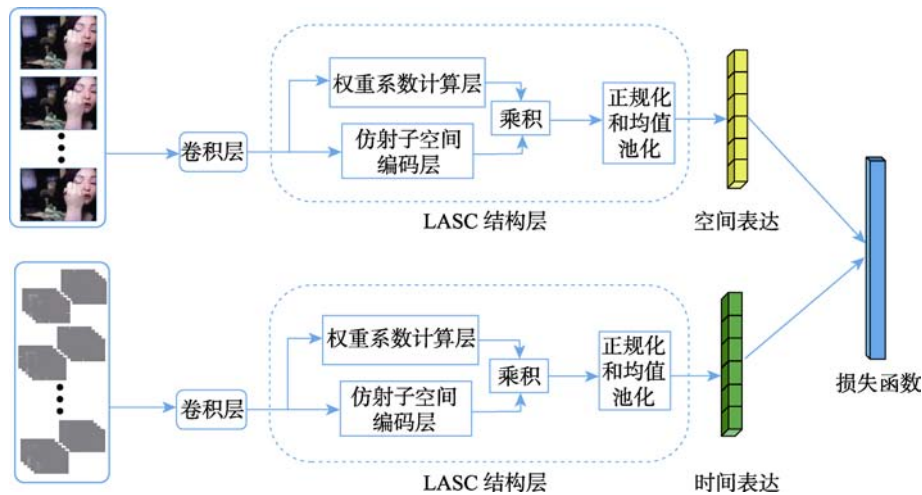 权重系数计算层
卷积层
仿射子空间
编码层
乘积
正规化
和均值
池化
LASC 结构层
空间表达
权重系数计算层
卷积层
仿射子空间
编码层
乘积
正规化
和均值
池化
LASC 结构层
时间表达
损失函数